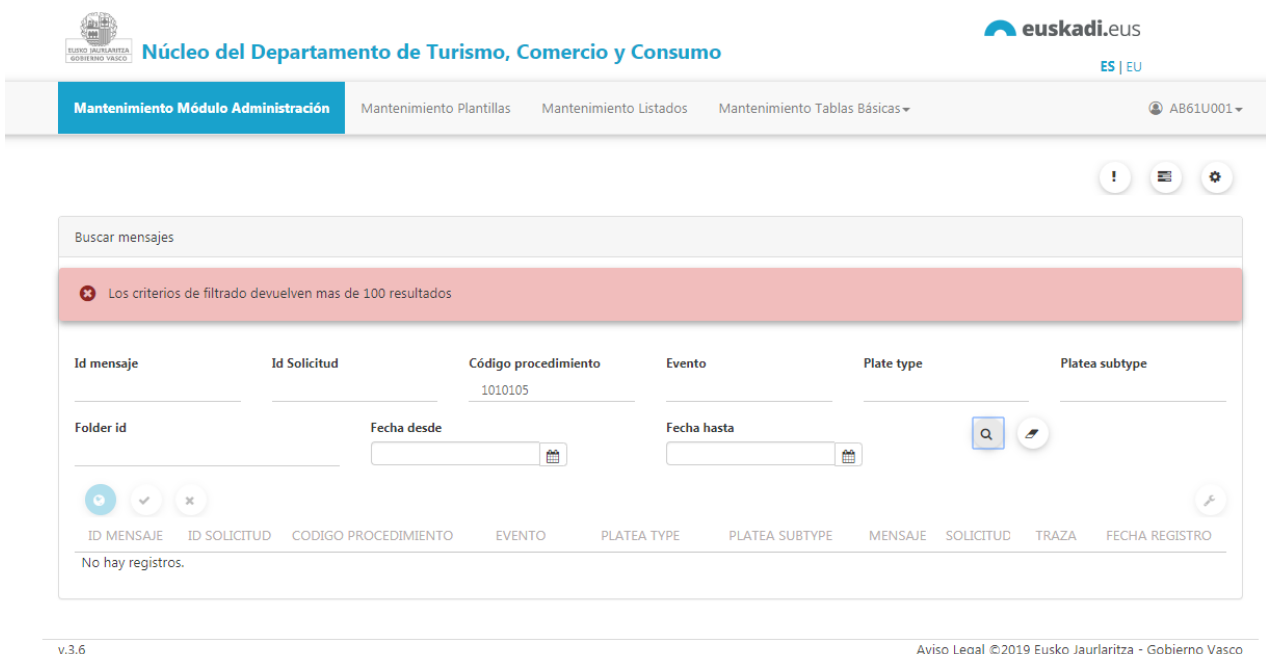 euskadi.eus
EUSKO JAURLARITZA
GOBIERNO VASCO
Núcleo del Departamento de Turismo, Comercio y Consumo
ES | EU
Mantenimiento Módulo Administración Mantenimiento Plantillas Mantenimiento Listados Mantenimiento Tablas Básicas AB61U001
Buscar mensajes
Los criterios de filtrado devuelven mas de 100 resultados
Id mensaje Id Solicitud Código procedimiento Evento Plate type Platea subtype
1010105
Folder id Fecha desde Fecha hasta
ID MENSAJE ID SOLICITUD CODIGO PROCEDIMIENTO EVENTO PLATEA TYPE PLATEA SUBTYPE MENSAJE SOLICITUD TRAZA FECHA REGISTRO
No hay registros.
v.3.6 Aviso Legal ©2019 Eusko Jaurlaritza - Gobierno Vasco